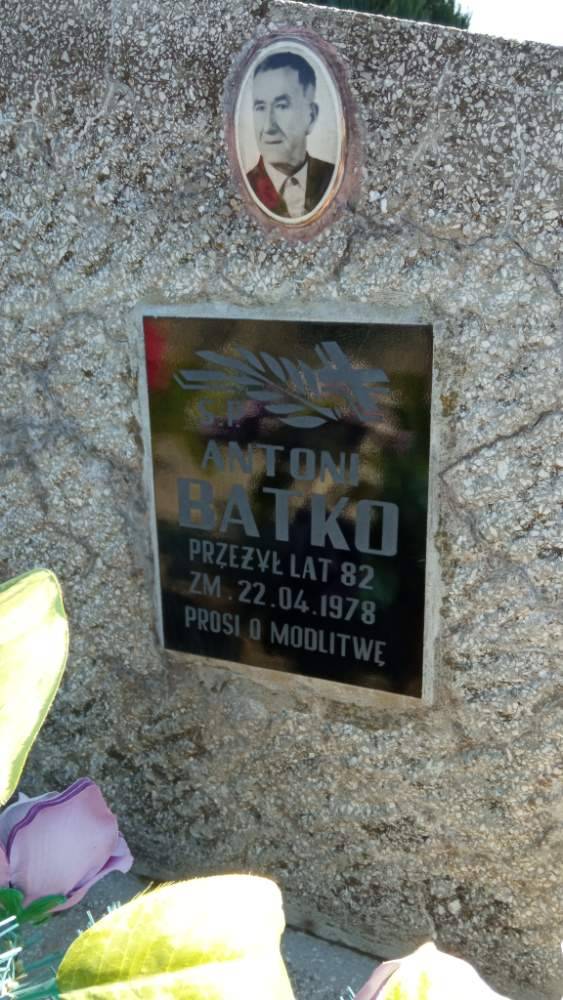 Ś.P.
ANTONI
BATKO
PRZEŻYŁ LAT 82
ZM. 22.04.1978
PROSI O MODLITWĘ